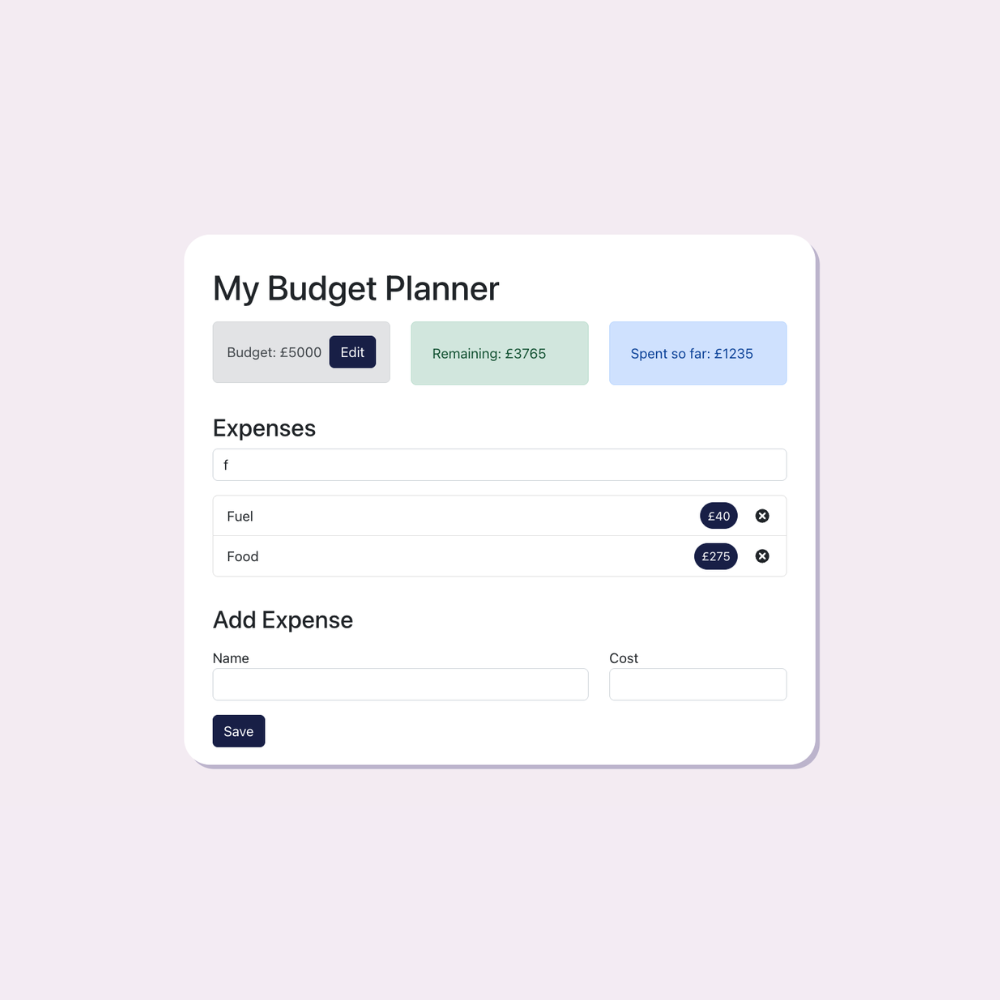 My Budget Planner
Budget: £5000 Edit
Remaining: £3765
Spent so far: £1235
Expenses
f
Fuel £40
Food £275
Add Expense
Name Cost
Save